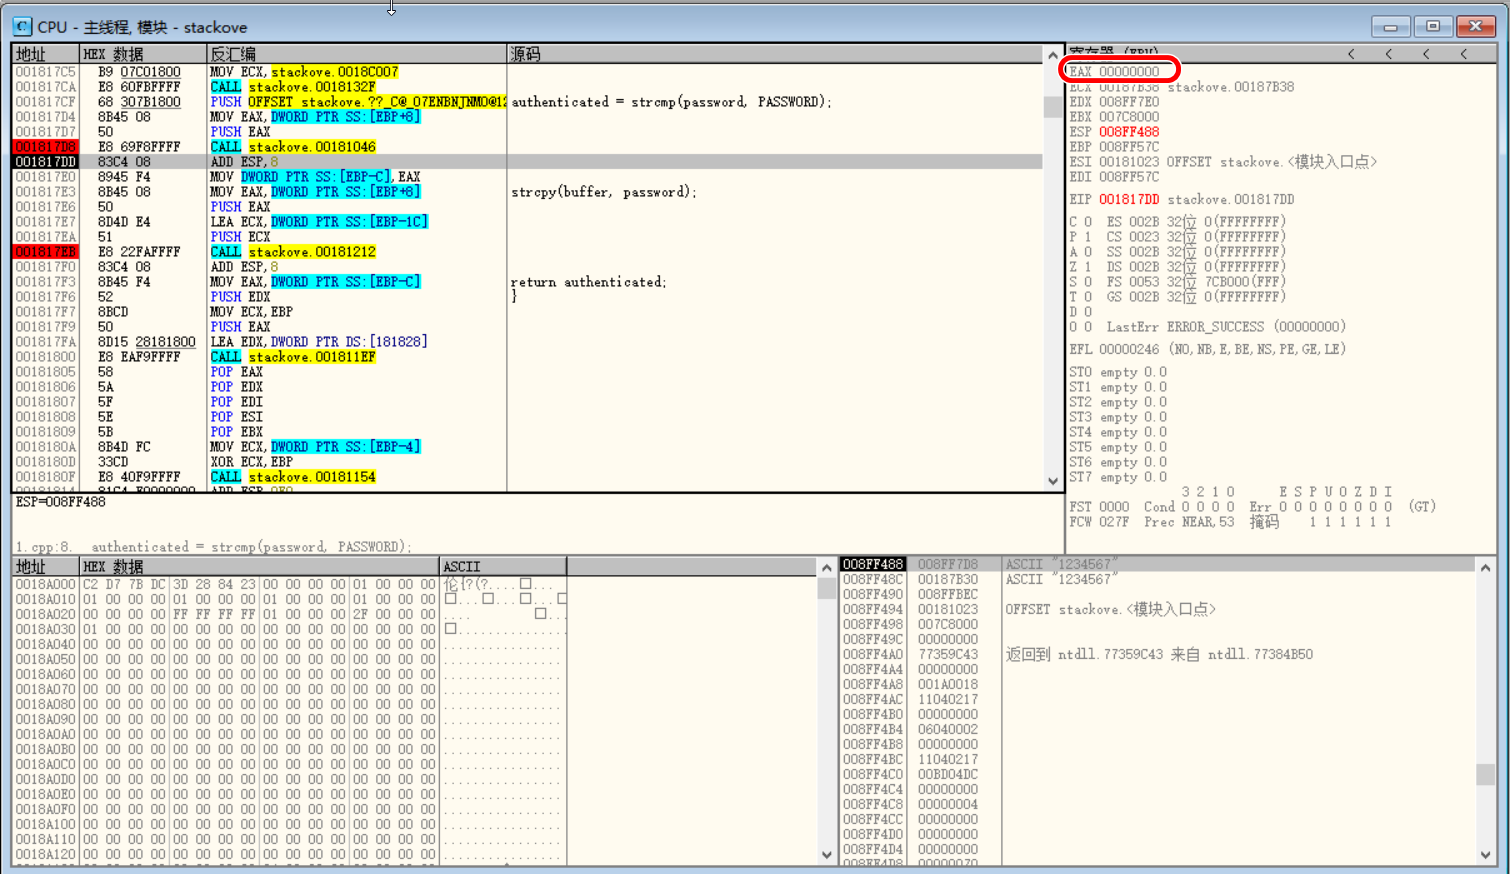 CPU - 主线程, 模块 - stackove
地址 HEX 数据 反汇编 源码
001817C5 B9 07C01800 MOV ECX, stackove.0018C007
001817CA E8 60FBFFFF CALL stackove.0018132F
001817CF 68 307B1800 PUSH OFFSET stackove.??_C@_07ENBNJNMO@12 authenticated = strcmp(password, PASSWORD);
001817D4 8B45 08 MOV EAX,DWORD PTR SS:[EBP+8]
001817D7 50 PUSH EAX
001817D8 E8 69F8FFFF CALL stackove.00181046
001817DD 83C4 08 ADD ESP,8
001817E0 8945 F4 MOV DWORD PTR SS:[EBP-C],EAX
001817E3 8B45 08 MOV EAX,DWORD PTR SS:[EBP+8] strcpy(buffer, password);
001817E6 50 PUSH EAX
001817E7 8D4D E4 LEA ECX,DWORD PTR SS:[EBP-1C]
001817EA 51 PUSH ECX
001817EB E8 22FAFFFF CALL stackove.00181212
001817F0 83C4 08 ADD ESP,8
001817F3 8B45 F4 MOV EAX,DWORD PTR SS:[EBP-C] return authenticated;
001817F6 52 PUSH EDX }
001817F7 8BCD MOV ECX,EBP
001817F9 50 PUSH EAX
001817FA 8D15 28181800 LEA EDX,DWORD PTR DS:[181828]
00181800 E8 EAF9FFFF CALL stackove.001811EF
00181805 58 POP EAX
00181806 5A POP EDX
00181807 5F POP EDI
00181808 5E POP ESI
00181809 5B POP EBX
0018180A 8B4D FC MOV ECX,DWORD PTR SS:[EBP-4]
0018180D 33CD XOR ECX,EBP
0018180F E8 40F9FFFF CALL stackove.00181154
ESP=008FF488
1.cpp:8. authenticated = strcmp(password, PASSWORD);
寄存器 (FPU) < < < <
EAX 00000000
ECX 00187B38 stackove.00187B38
EDX 008FF7E0
EBX 007C8000
ESP 008FF488
EBP 008FF57C
ESI 00181023 OFFSET stackove.<模块入口点>
EDI 008FF57C
EIP 001817DD stackove.001817DD
C 0 ES 002B 32位 0(FFFFFFFF)
P 1 CS 0023 32位 0(FFFFFFFF)
A 0 SS 002B 32位 0(FFFFFFFF)
Z 1 DS 002B 32位 0(FFFFFFFF)
S 0 FS 0053 32位 7CB000(FFF)
T 0 GS 002B 32位 0(FFFFFFFF)
D 0
O 0 LastErr ERROR_SUCCESS (00000000)
EFL 00000246 (NO,NB,E,BE,NS,PE,GE,LE)
ST0 empty 0.0
ST1 empty 0.0
ST2 empty 0.0
ST3 empty 0.0
ST4 empty 0.0
ST5 empty 0.0
ST6 empty 0.0
ST7 empty 0.0
3 2 1 0 E S P U O Z D I
FST 0000 Cond 0 0 0 0 Err 0 0 0 0 0 0 0 0 (GT)
FCW 027F Prec NEAR,53 掩码 1 1 1 1 1 1
地址 HEX 数据 ASCII
0018A000 C2 D7 7B DC 3D 28 84 23 00 00 00 00 01 00 00 00
0018A010 01 00 00 00 01 00 00 00 01 00 00 00 01 00 00 00
0018A020 00 00 00 00 FF FF FF FF 01 00 00 00 2F 00 00 00
0018A030 01 00 00 00 00 00 00 00 00 00 00 00 00 00 00 00
0018A040 00 00 00 00 00 00 00 00 00 00 00 00 00 00 00 00
0018A050 00 00 00 00 00 00 00 00 00 00 00 00 00 00 00 00
0018A060 00 00 00 00 00 00 00 00 00 00 00 00 00 00 00 00
0018A070 00 00 00 00 00 00 00 00 00 00 00 00 00 00 00 00
0018A080 00 00 00 00 00 00 00 00 00 00 00 00 00 00 00 00
0018A090 00 00 00 00 00 00 00 00 00 00 00 00 00 00 00 00
0018A0A0 00 00 00 00 00 00 00 00 00 00 00 00 00 00 00 00
0018A0B0 00 00 00 00 00 00 00 00 00 00 00 00 00 00 00 00
0018A0C0 00 00 00 00 00 00 00 00 00 00 00 00 00 00 00 00
0018A0D0 00 00 00 00 00 00 00 00 00 00 00 00 00 00 00 00
0018A0E0 00 00 00 00 00 00 00 00 00 00 00 00 00 00 00 00
0018A0F0 00 00 00 00 00 00 00 00 00 00 00 00 00 00 00 00
0018A100 00 00 00 00 00 00 00 00 00 00 00 00 00 00 00 00
0018A110 00 00 00 00 00 00 00 00 00 00 00 00 00 00 00 00
0018A120 00 00 00 00 00 00 00 00 00 00 00 00 00 00 00 00
008FF488 008FF7D8 ASCII "1234567"
008FF48C 00187B30 ASCII "1234567"
008FF490 008FFBEC
008FF494 00181023 OFFSET stackove.<模块入口点>
008FF498 007C8000
008FF49C 00000000
008FF4A0 77359C43 返回到 ntdll.77359C43 来自 ntdll.77384B50
008FF4A4 00000000
008FF4A8 001A0018
008FF4AC 11040217
008FF4B0 00000000
008FF4B4 06040002
008FF4B8 00000000
008FF4BC 11040217
008FF4C0 00BD04DC
008FF4C4 00000000
008FF4C8 00000004
008FF4CC 00000000
008FF4D0 00000000
008FF4D4 00000000
008FF4D8 00000070